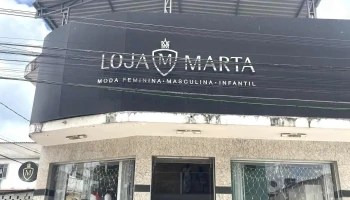 LOJA M MARTA
MODA FEMININA • MASCULINA • INFANTIL